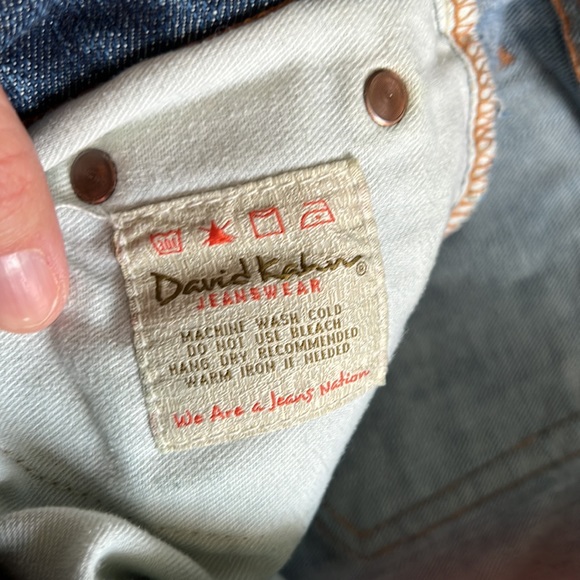 30f
David Kahn®
JEANSWEAR
MACHINE WASH COLD
DO NOT USE BLEACH
HANG DRY RECOMMENDED
WARM IRON IF NEEDED
We Are a Jeans Nation